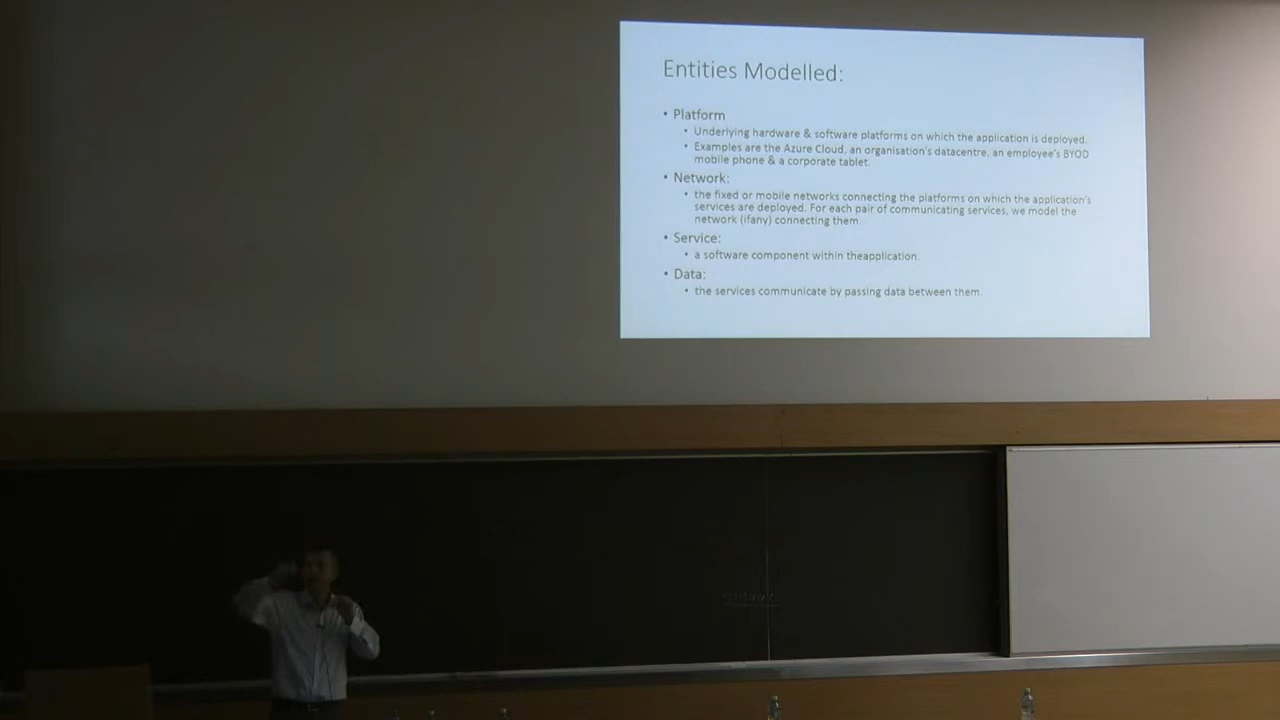 Entities Modelled:
• Platform
• Underlying hardware & software platforms on which the application is deployed.
• Examples are the Azure Cloud, an organisation's datacentre, an employee's BYOD
mobile phone & a corporate tablet.
• Network:
• the fixed or mobile networks connecting the platforms on which the application's
services are deployed. For each pair of communicating services, we model the
network (ifany) connecting them.
• Service:
• a software component within theapplication.
• Data:
• the services communicate by passing data between them.